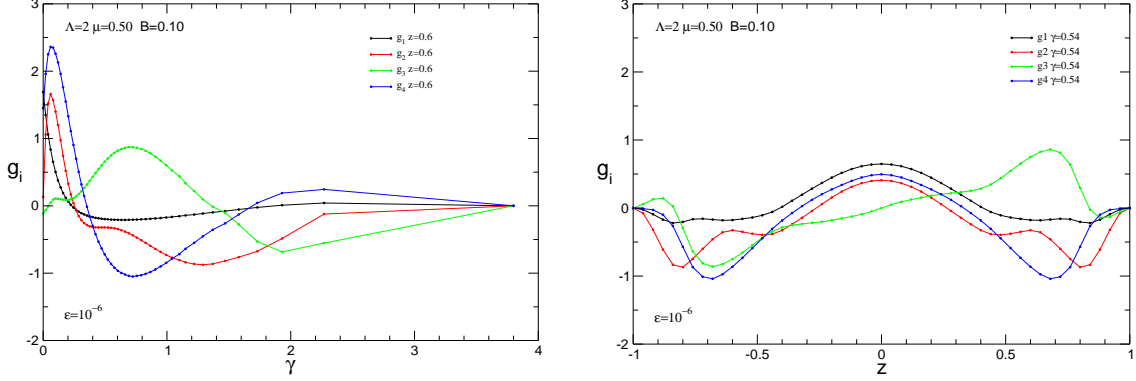 Λ=2 μ=0.50 B=0.10
g₁ z=0.6
g₂ z=0.6
g₃ z=0.6
g₄ z=0.6
3
2
1
0
-1
-2
gᵢ
ε=10⁻⁶
0 1 2 3 4
γ
Λ=2 μ=0.50 B=0.10
g1 γ=0.54
g2 γ=0.54
g3 γ=0.54
g4 γ=0.54
3
2
1
0
-1
-2
gᵢ
ε=10⁻⁶
-1 -0.5 0 0.5 1
z